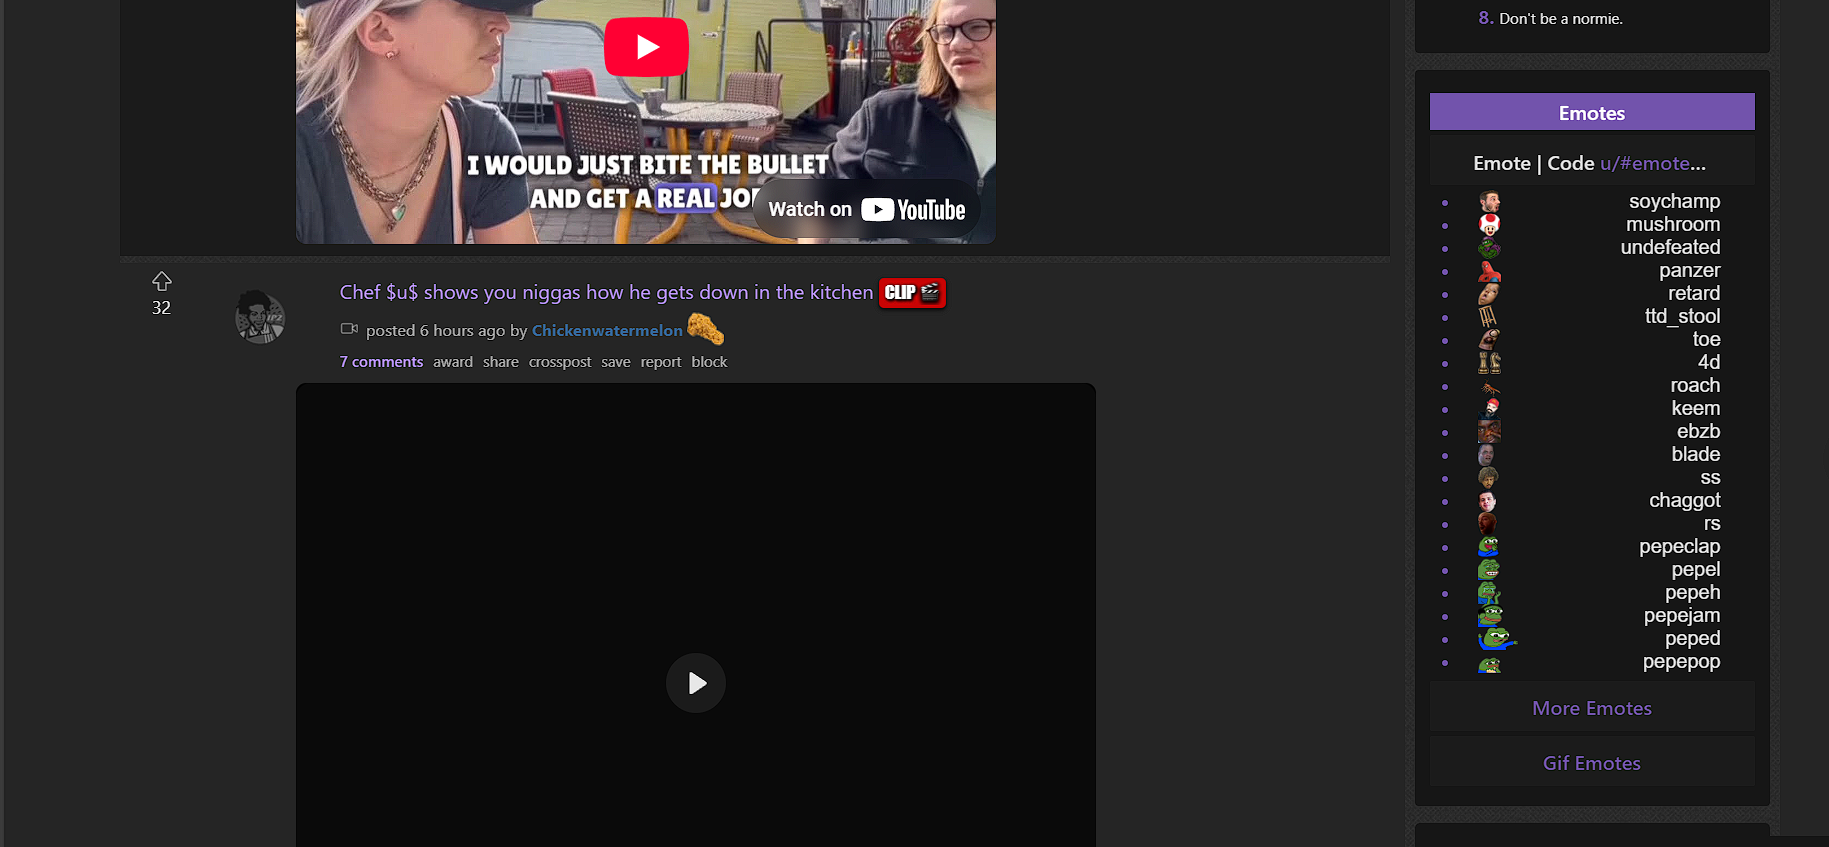 I WOULD JUST BITE THE BULLET
AND GET A REAL JO
Watch on YouTube
32
Chef $u$ shows you niggas how he gets down in the kitchen CLIP
posted 6 hours ago by Chickenwatermelon
7 comments award share crosspost save report block
8. Don't be a normie.
Emotes
Emote | Code u/#emote...
soychamp
mushroom
undefeated
panzer
retard
ttd_stool
toe
4d
roach
keem
ebzb
blade
ss
chaggot
rs
pepeclap
pepel
pepeh
pepejam
peped
pepepop
More Emotes
Gif Emotes